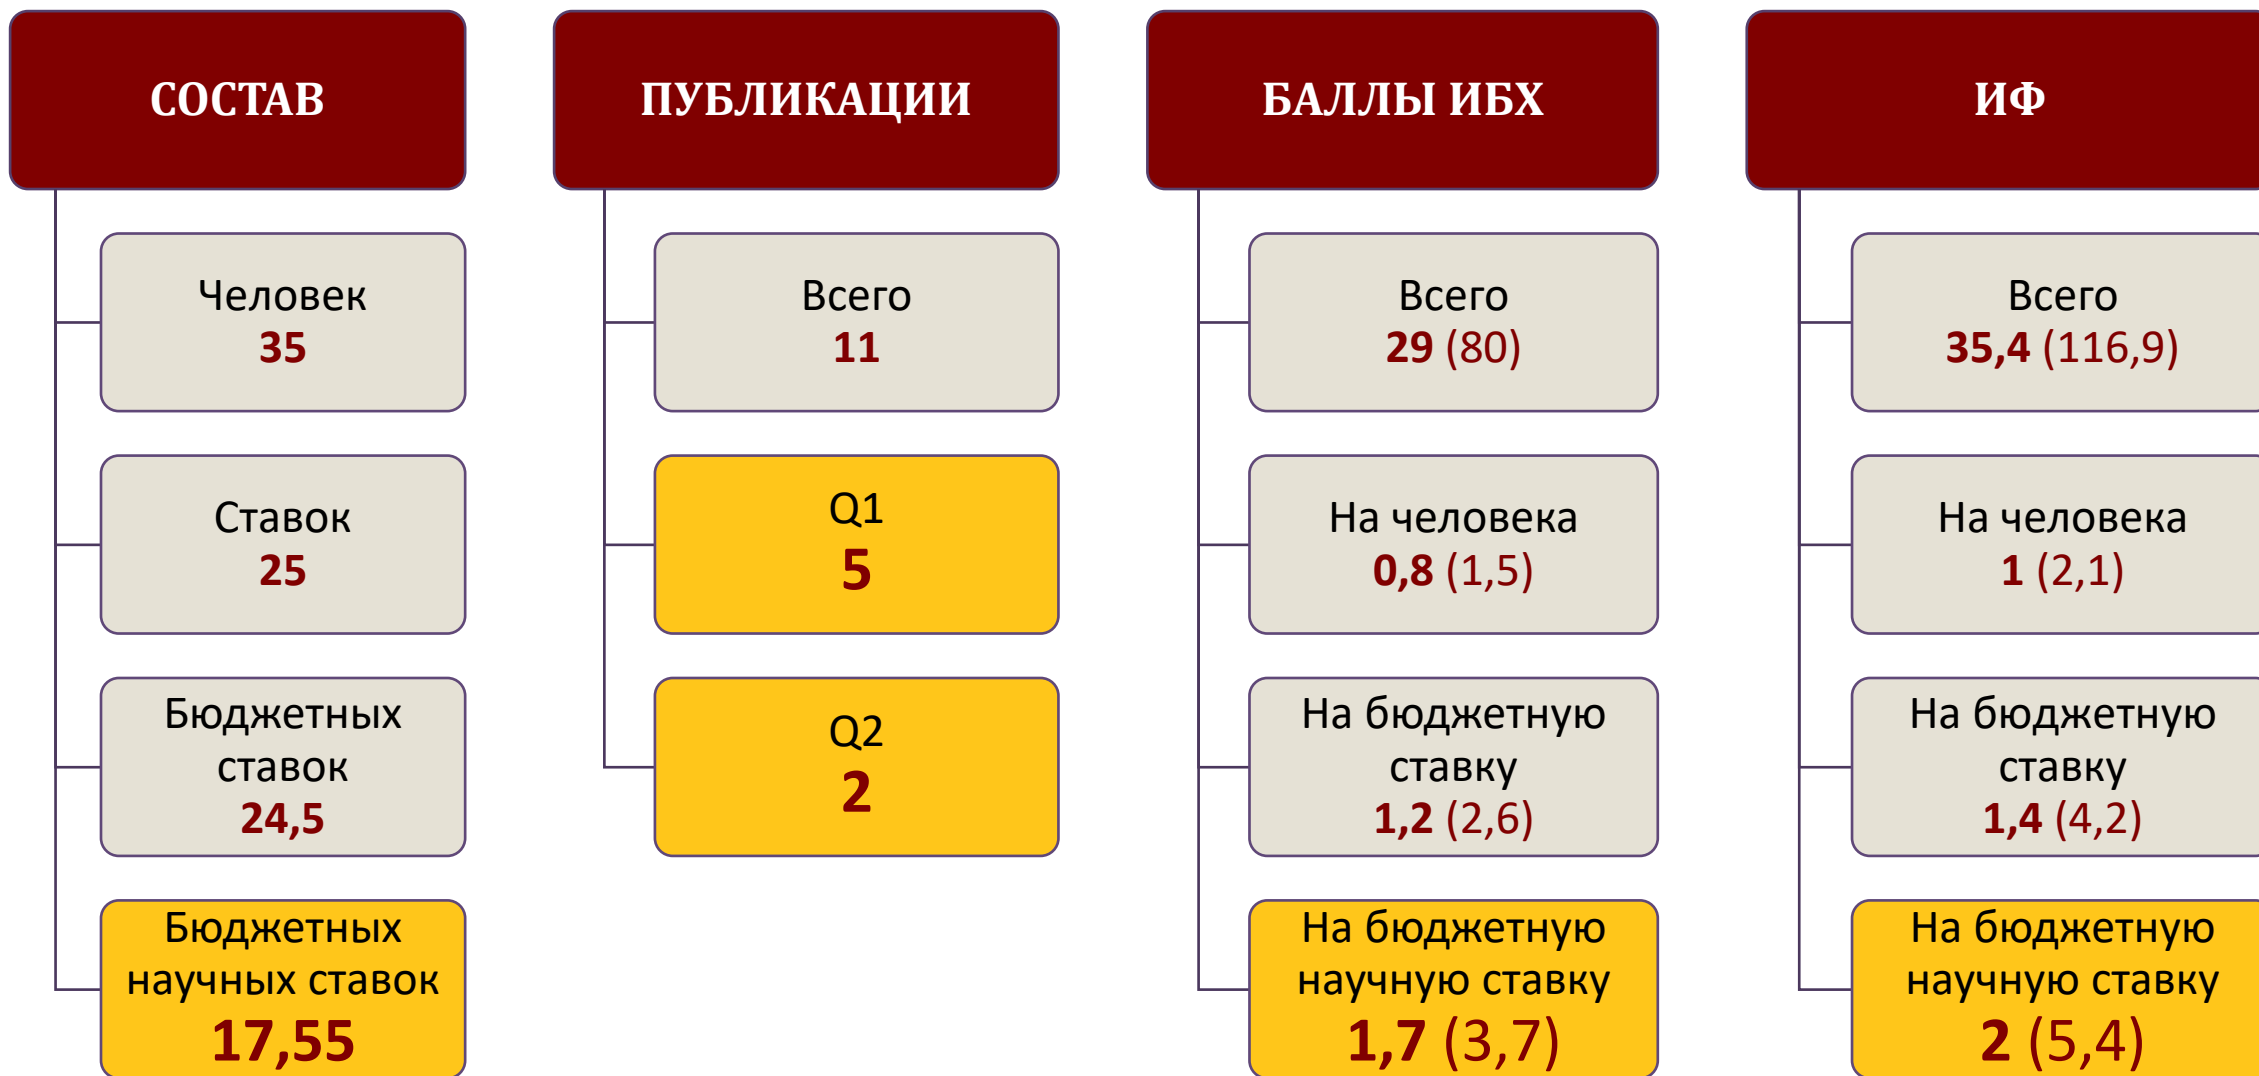 СОСТАВ
Человек
35
Ставок
25
Бюджетных
ставок
24,5
Бюджетных
научных ставок
17,55
ПУБЛИКАЦИИ
Всего
11
Q1
5
Q2
2
БАЛЛЫ ИБХ
Всего
29 (80)
На человека
0,8 (1,5)
На бюджетную
ставку
1,2 (2,6)
На бюджетную
научную ставку
1,7 (3,7)
ИФ
Всего
35,4 (116,9)
На человека
1 (2,1)
На бюджетную
ставку
1,4 (4,2)
На бюджетную
научную ставку
2 (5,4)